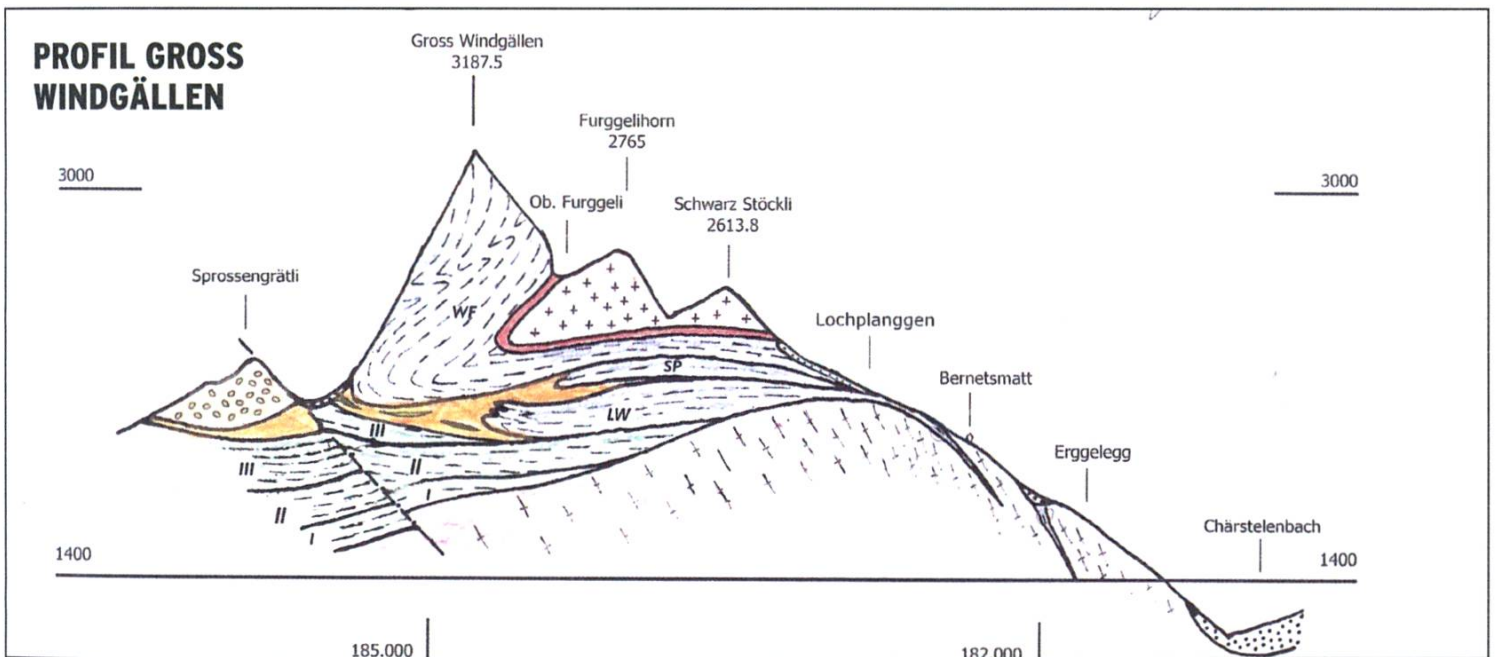 PROFIL GROSS
WINDGÄLLEN
Gross Windgällen
3187.5
Furggelihorn
2765
3000
3000
Ob. Furggeli
Schwarz Stöckli
2613.8
Sprossengrätli
WF
Lochplanggen
SP
Bernetsmatt
LW
III
Erggelegg
III
II
I
II
I
Chärstelenbach
1400
1400
185.000
182.000